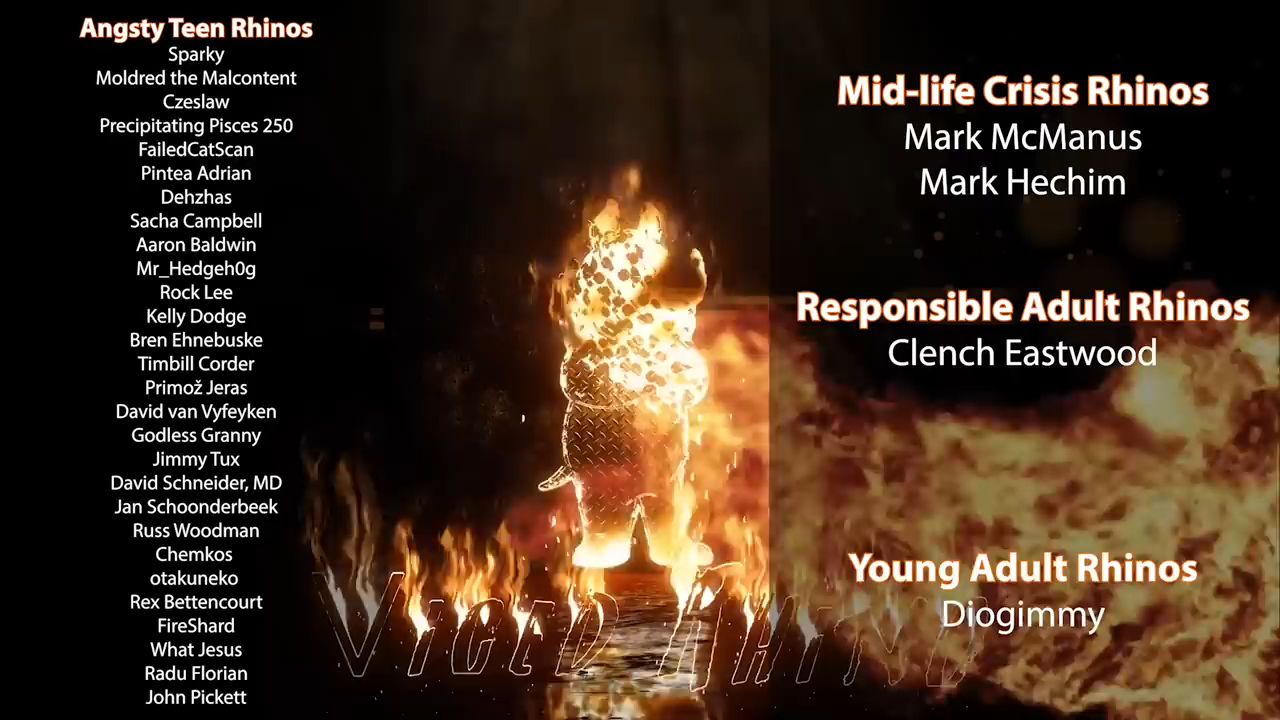 Angsty Teen Rhinos
Sparky
Moldred the Malcontent
Czeslaw
Precipitating Pisces 250
FailedCatScan
Pintea Adrian
Dehzhas
Sacha Campbell
Aaron Baldwin
Mr_Hedgeh0g
Rock Lee
Kelly Dodge
Bren Ehnebuske
Timbill Corder
Primož Jeras
David van Vyfeyken
Godless Granny
Jimmy Tux
David Schneider, MD
Jan Schoonderbeek
Russ Woodman
Chemkos
otakuneko
Rex Bettencourt
FireShard
What Jesus
Radu Florian
John Pickett
Mid-life Crisis Rhinos
Mark McManus
Mark Hechim
Responsible Adult Rhinos
Clench Eastwood
Young Adult Rhinos
Diogimmy